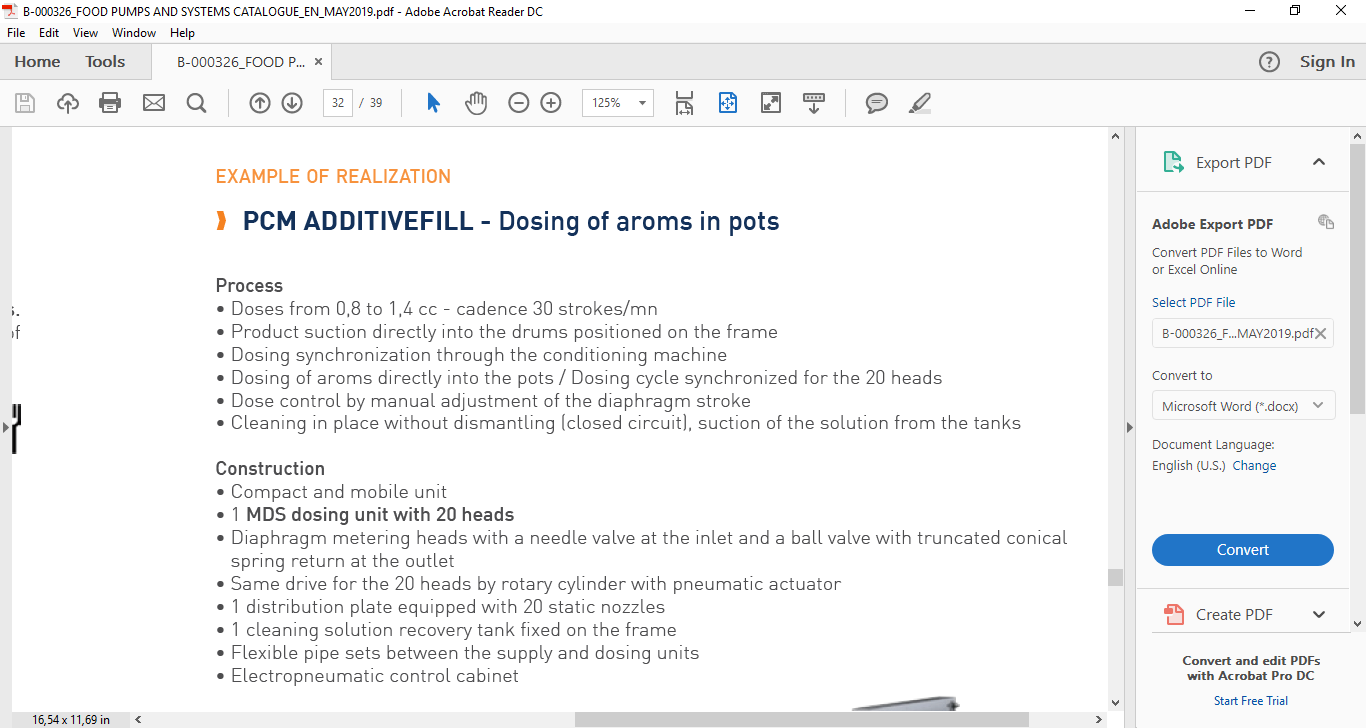 B-000326_FOOD PUMPS AND SYSTEMS CATALOGUE_EN_MAY2019.pdf - Adobe Acrobat Reader DC
File Edit View Window Help
Home Tools B-000326_FOOD P... × Sign In
32 / 39 125%
EXAMPLE OF REALIZATION
PCM ADDITIVEFILL - Dosing of aroms in pots
Process
• Doses from 0,8 to 1,4 cc - cadence 30 strokes/mn
• Product suction directly into the drums positioned on the frame
• Dosing synchronization through the conditioning machine
• Dosing of aroms directly into the pots / Dosing cycle synchronized for the 20 heads
• Dose control by manual adjustment of the diaphragm stroke
• Cleaning in place without dismantling (closed circuit), suction of the solution from the tanks
Construction
• Compact and mobile unit
• 1 MDS dosing unit with 20 heads
• Diaphragm metering heads with a needle valve at the inlet and a ball valve with truncated conical
spring return at the outlet
• Same drive for the 20 heads by rotary cylinder with pneumatic actuator
• 1 distribution plate equipped with 20 static nozzles
• 1 cleaning solution recovery tank fixed on the frame
• Flexible pipe sets between the supply and dosing units
• Electropneumatic control cabinet
16,54 x 11,69 in
Export PDF
Adobe Export PDF
Convert PDF Files to Word
or Excel Online
Select PDF File
B-000326_F...MAY2019.pdf
Convert to
Microsoft Word (*.docx)
Document Language:
English (U.S.) Change
Convert
Create PDF
Convert and edit PDFs
with Acrobat Pro DC
Start Free Trial